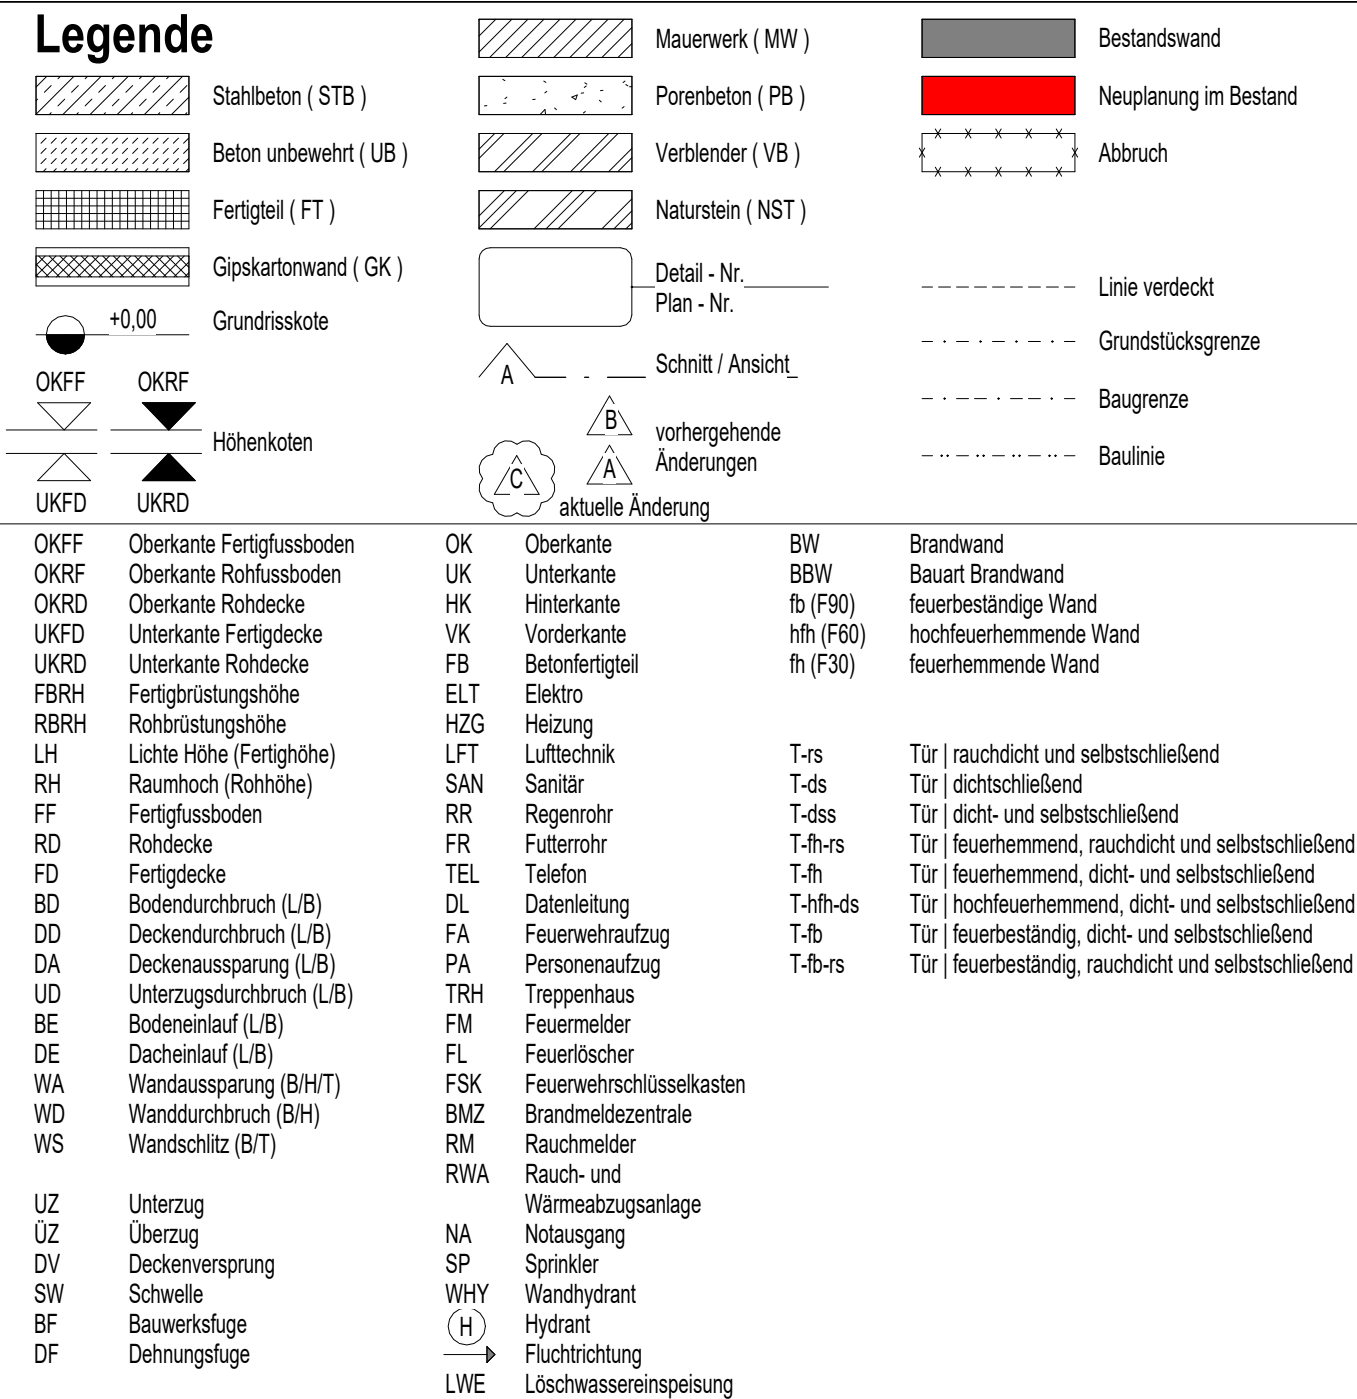 Legende
Stahlbeton ( STB )
Beton unbewehrt ( UB )
Fertigteil ( FT )
Gipskartonwand ( GK )
+0,00 Grundrisskote
OKFF OKRF
Höhenkoten
UKFD UKRD
Mauerwerk ( MW )
Porenbeton ( PB )
Verblender ( VB )
Naturstein ( NST )
Detail - Nr.
Plan - Nr.
A Schnitt / Ansicht
B vorhergehende
A Änderungen
C
aktuelle Änderung
Bestandswand
Neuplanung im Bestand
Abbruch
Linie verdeckt
Grundstücksgrenze
Baugrenze
Baulinie
OKFF Oberkante Fertigfussboden
OKRF Oberkante Rohfussboden
OKRD Oberkante Rohdecke
UKFD Unterkante Fertigdecke
UKRD Unterkante Rohdecke
FBRH Fertigbrüstungshöhe
RBRH Rohbrüstungshöhe
LH Lichte Höhe (Fertighöhe)
RH Raumhoch (Rohhöhe)
FF Fertigfussboden
RD Rohdecke
FD Fertigdecke
BD Bodendurchbruch (L/B)
DD Deckendurchbruch (L/B)
DA Deckenaussparung (L/B)
UD Unterzugsdurchbruch (L/B)
BE Bodeneinlauf (L/B)
DE Dacheinlauf (L/B)
WA Wandaussparung (B/H/T)
WD Wanddurchbruch (B/H)
WS Wandschlitz (B/T)
UZ Unterzug
ÜZ Überzug
DV Deckenversprung
SW Schwelle
BF Bauwerksfuge
DF Dehnungsfuge
OK Oberkante
UK Unterkante
HK Hinterkante
VK Vorderkante
FB Betonfertigteil
ELT Elektro
HZG Heizung
LFT Lufttechnik
SAN Sanitär
RR Regenrohr
FR Futterrohr
TEL Telefon
DL Datenleitung
FA Feuerwehraufzug
PA Personenaufzug
TRH Treppenhaus
FM Feuermelder
FL Feuerlöscher
FSK Feuerwehrschlüsselkasten
BMZ Brandmeldezentrale
RM Rauchmelder
RWA Rauch- und
Wärmeabzugsanlage
NA Notausgang
SP Sprinkler
WHY Wandhydrant
H Hydrant
Fluchtrichtung
LWE Löschwassereinspeisung
BW Brandwand
BBW Bauart Brandwand
fb (F90) feuerbeständige Wand
hfh (F60) hochfeuerhemmende Wand
fh (F30) feuerhemmende Wand
T-rs Tür | rauchdicht und selbstschließend
T-ds Tür | dichtschließend
T-dss Tür | dicht- und selbstschließend
T-fh-rs Tür | feuerhemmend, rauchdicht und selbstschließend
T-fh Tür | feuerhemmend, dicht- und selbstschließend
T-hfh-ds Tür | hochfeuerhemmend, dicht- und selbstschließend
T-fb Tür | feuerbeständig, dicht- und selbstschließend
T-fb-rs Tür | feuerbeständig, rauchdicht und selbstschließend